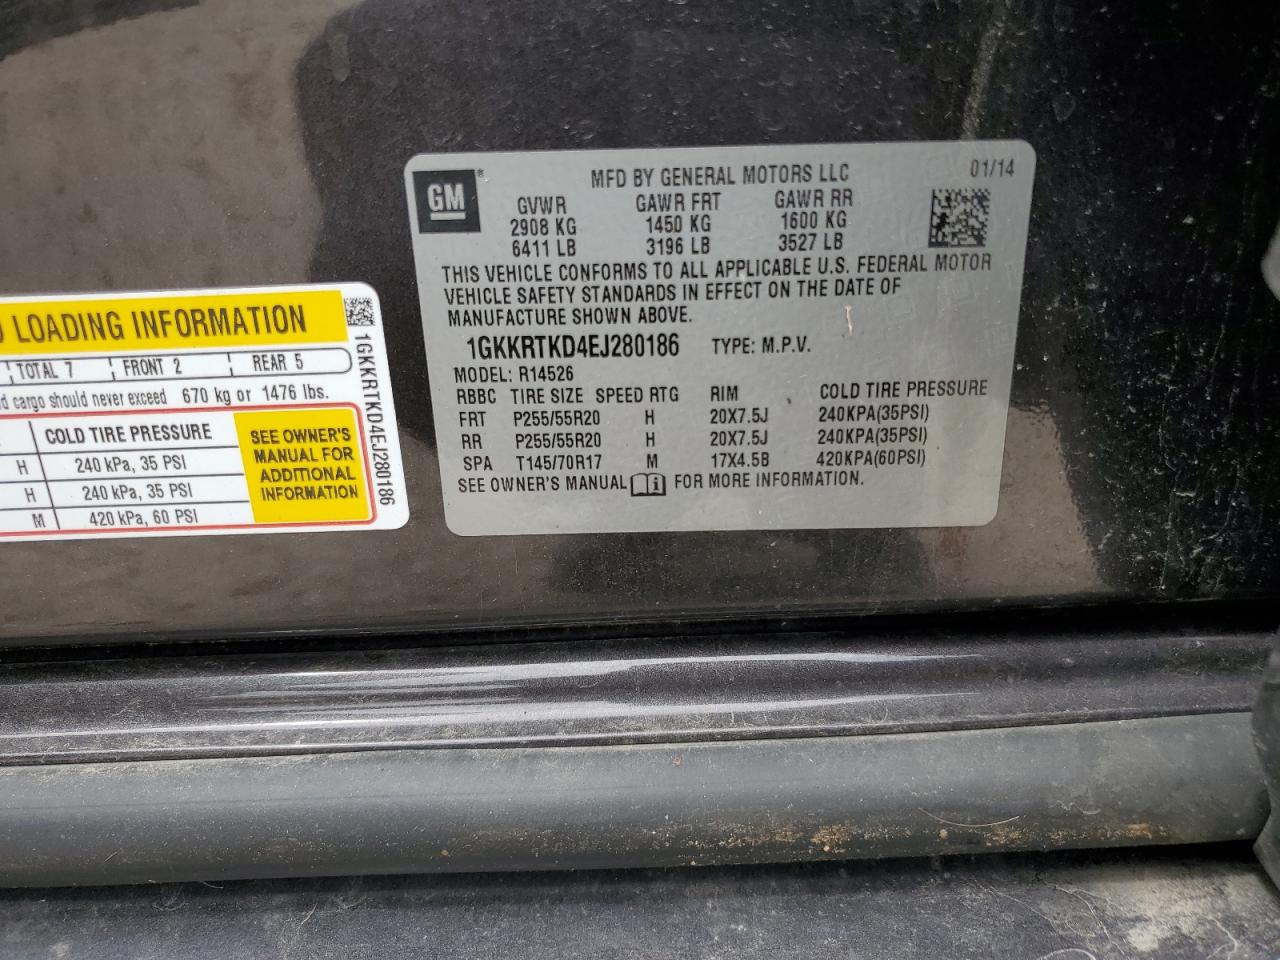 GM
MFD BY GENERAL MOTORS LLC 01/14
GVWR GAWR FRT GAWR RR
2908 KG 1450 KG 1600 KG
6411 LB 3196 LB 3527 LB
THIS VEHICLE CONFORMS TO ALL APPLICABLE U.S. FEDERAL MOTOR
VEHICLE SAFETY STANDARDS IN EFFECT ON THE DATE OF
MANUFACTURE SHOWN ABOVE.
1GKKRTKD4EJ280186 TYPE: M.P.V.
MODEL: R14526
RBBC TIRE SIZE SPEED RTG RIM COLD TIRE PRESSURE
FRT P255/55R20 H 20X7.5J 240KPA(35PSI)
RR P255/55R20 H 20X7.5J 240KPA(35PSI)
SPA T145/70R17 M 17X4.5B 420KPA(60PSI)
SEE OWNER'S MANUAL FOR MORE INFORMATION.
LOADING INFORMATION
TOTAL 7 FRONT 2 REAR 5
cargo should never exceed 670 kg or 1476 lbs.
COLD TIRE PRESSURE
H 240 kPa, 35 PSI
H 240 kPa, 35 PSI
M 420 kPa, 60 PSI
SEE OWNER'S
MANUAL FOR
ADDITIONAL
INFORMATION
1GKKRTKD4EJ280186